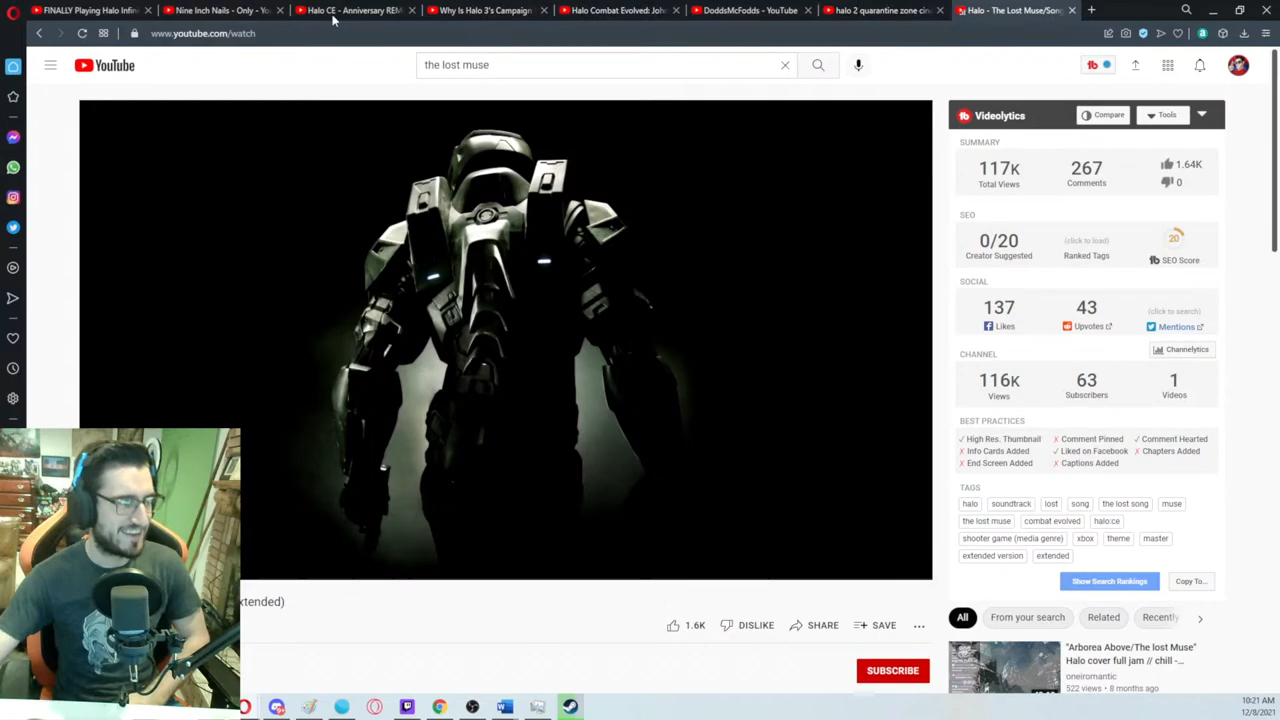 FINALLY Playing Halo Infini
Nine Inch Nails - Only - Yo
Halo CE - Anniversary REM
Why Is Halo 3's Campaign
Halo Combat Evolved: Joh
DoddsIsDodds - YouTube
halo 2 quarantine zone cin
Halo - The Lost Muse/Song
www.youtube.com/watch
YouTube
the lost muse
tb
tb Videolytics
Compare
Tools
SUMMARY
117K
Total Views
267
Comments
1.64K
0
SEO
0/20
Creator Suggested
(click to load)
Ranked Tags
20
tb SEO Score
SOCIAL
137
Likes
43
Upvotes
(click to search)
Mentions
CHANNEL
Channelytics
116K
Views
63
Subscribers
1
Videos
BEST PRACTICES
✓ High Res. Thumbnail ✗ Comment Pinned ✓ Comment Hearted
✗ Info Cards Added ✓ Liked on Facebook ✗ Chapters Added
✗ End Screen Added ✗ Captions Added
TAGS
halo soundtrack lost song the lost song muse
the lost muse combat evolved halo:ce
shooter game (media genre) xbox theme master
extended version extended
Show Search Rankings
Copy To...
xtended)
1.6K
DISLIKE
SHARE
SAVE
All
From your search
Related
Recently
SUBSCRIBE
"Arborea Above/The lost Muse"
Halo cover full jam // chill -...
oneiromantic
522 views • 8 months ago
10:21 AM
12/8/2021